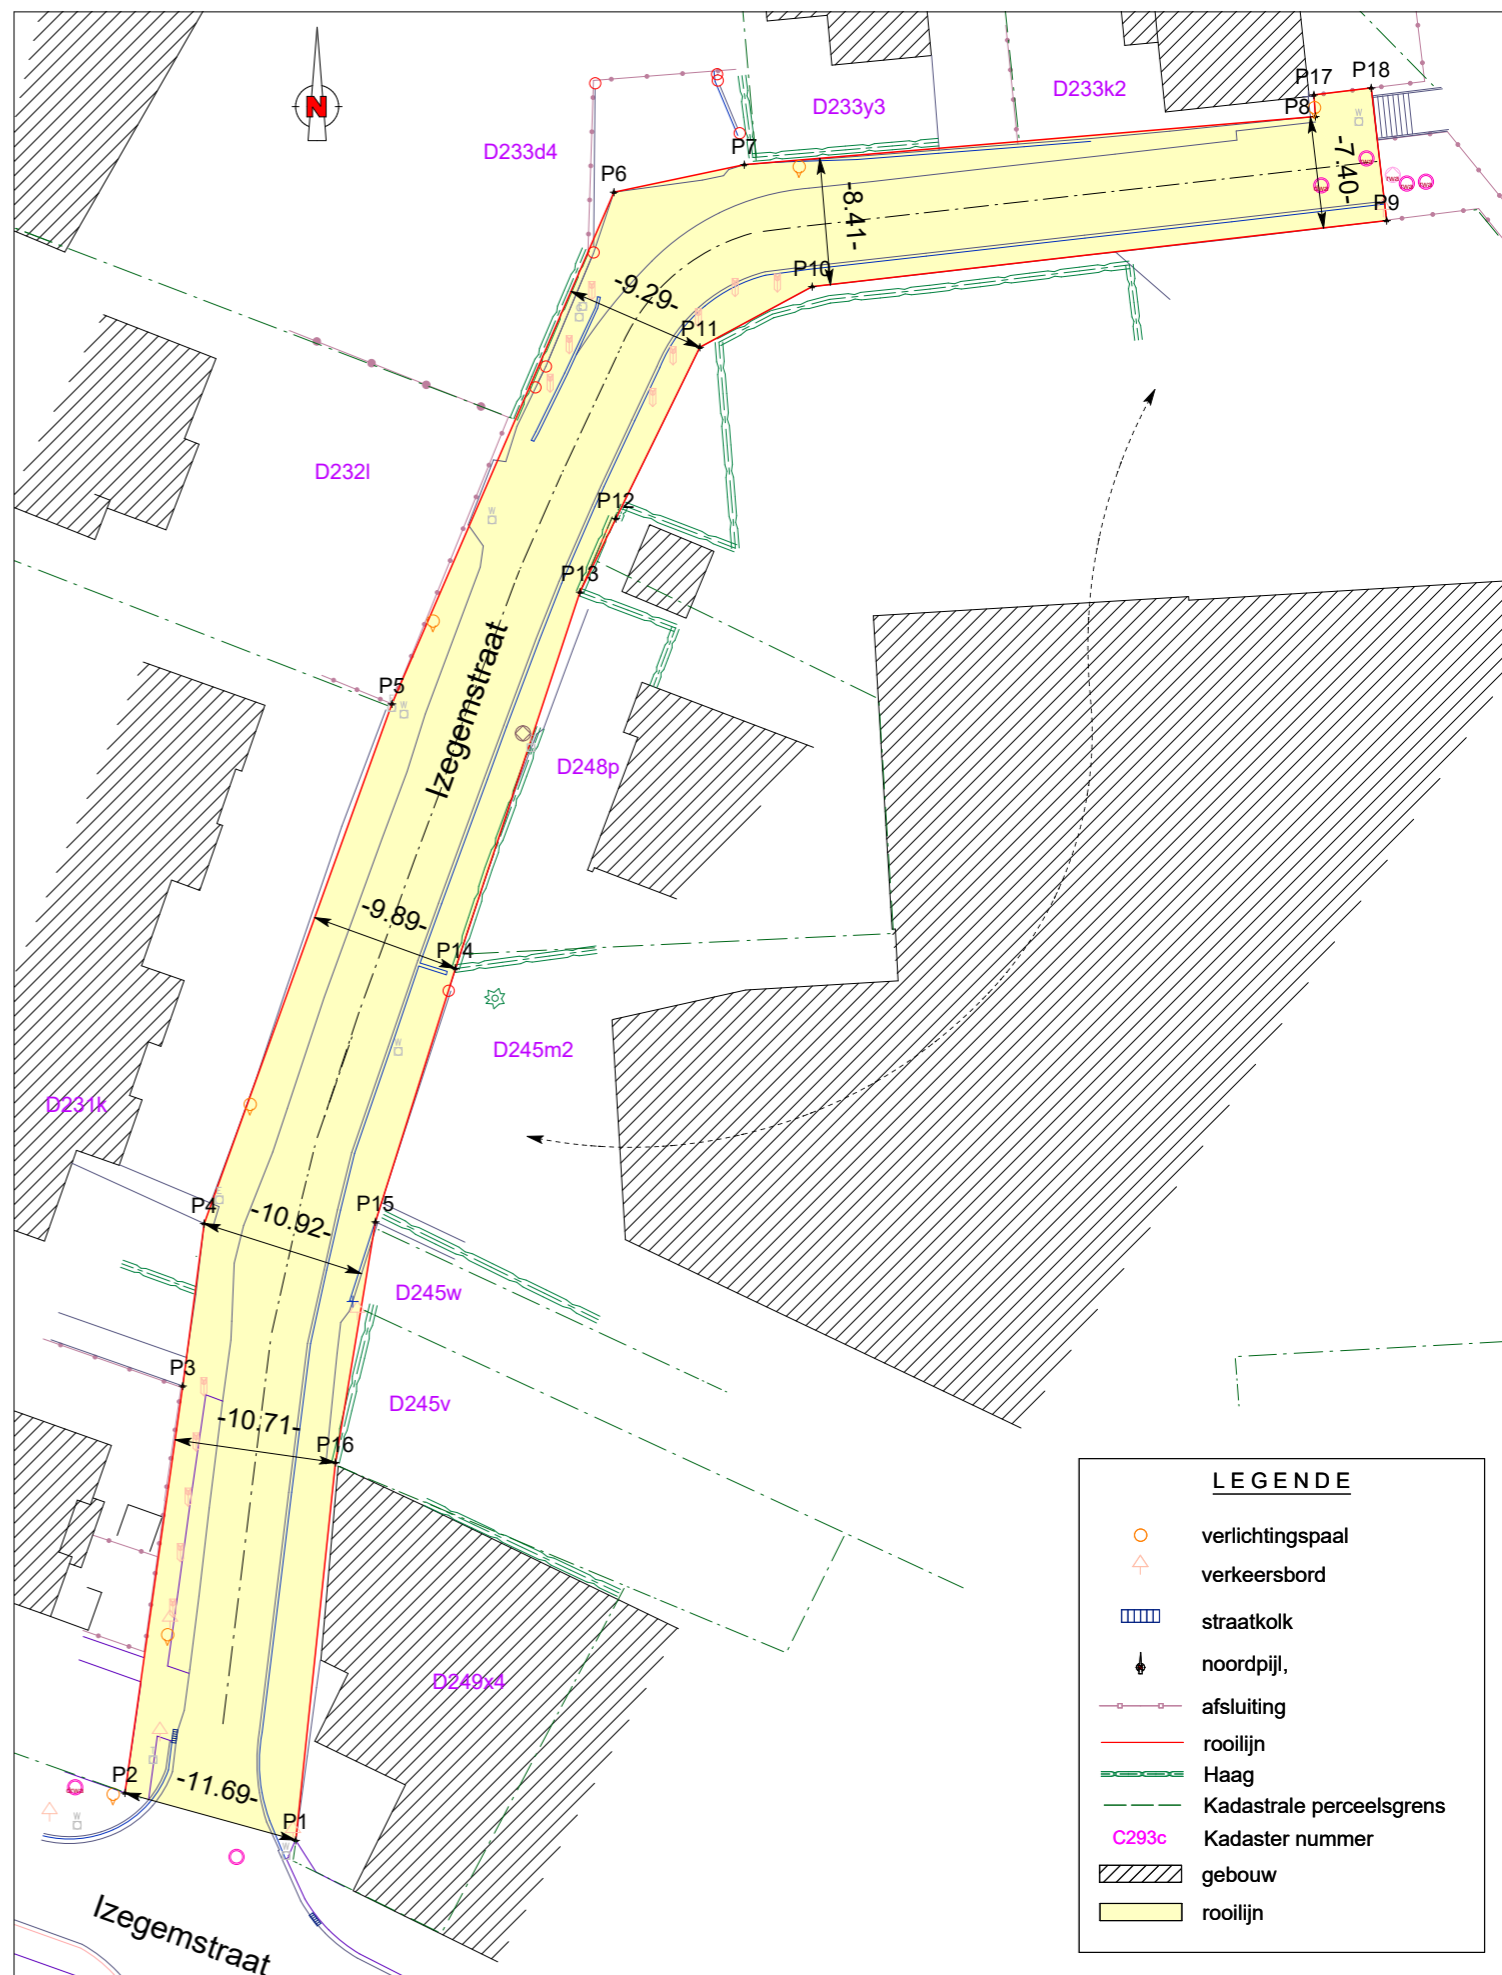 N
P17
P18
D233k2
D233y3
P8
D233d4
P7
-7.40-
P6
-8.41-
P9
P10
-9.29-
P11
D232l
P12
P13
Izegemstraat
P5
D248p
-9.89-
P14
D245m2
D231k
P4
-10.92-
P15
D245w
P3
-10.71-
D245v
P16
D249x4
P2
-11.69-
P1
Izegemstraat
LEGENDE
verlichtingspaal
verkeersbord
straatkolk
noordpijl,
afsluiting
rooilijn
Haag
Kadastrale perceelsgrens
C293c Kadaster nummer
gebouw
rooilijn